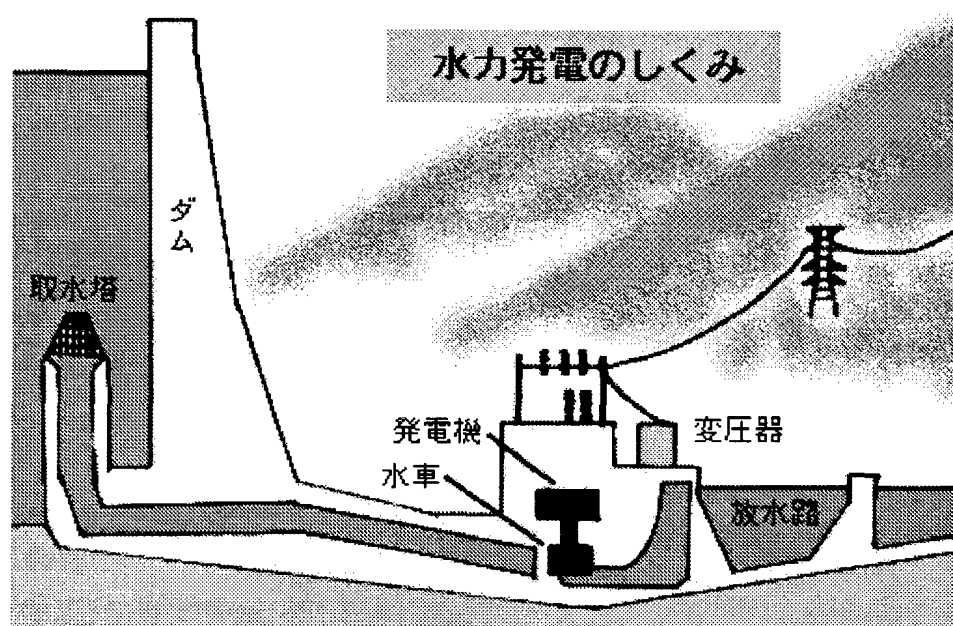 水力発電のしくみ
ダム
取水塔
発電機
水車
変圧器
放水路